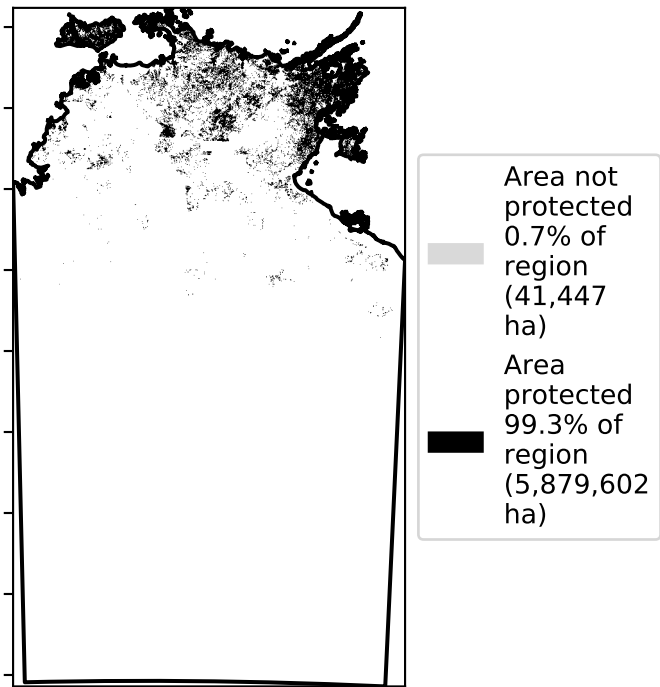 Area not
protected
0.7% of
region
(41,447
ha)
Area
protected
99.3% of
region
(5,879,602
ha)